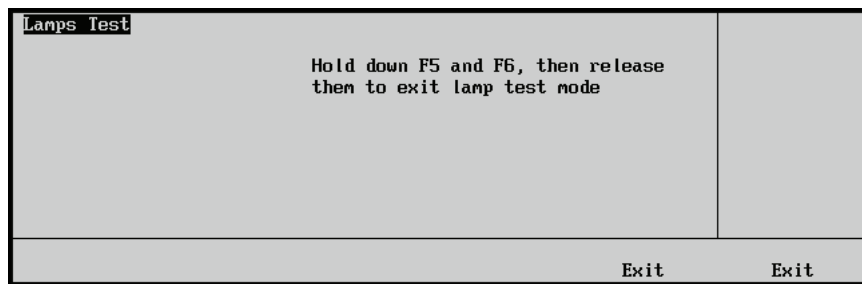 Lamps Test
Hold down F5 and F6, then release
them to exit lamp test mode
Exit Exit